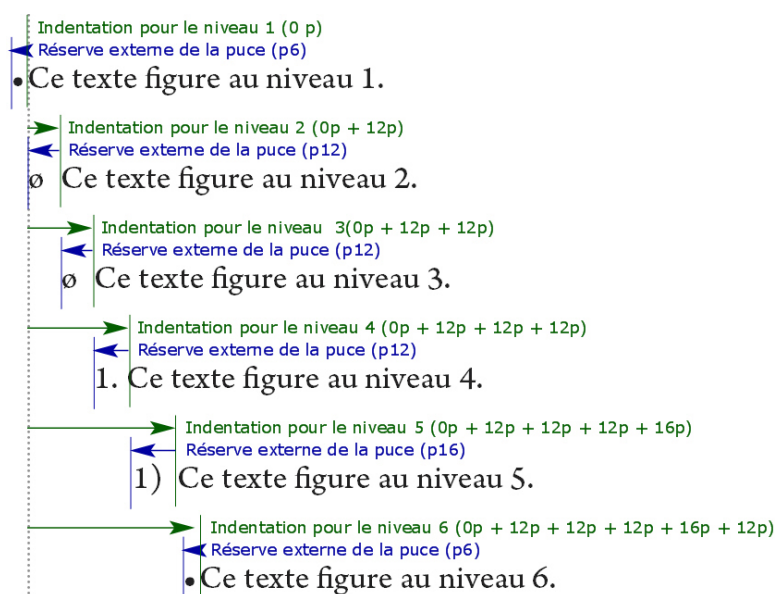 Indentation pour le niveau 1 (0 p)
Réserve externe de la puce (p6)
•Ce texte figure au niveau 1.
Indentation pour le niveau 2 (0p + 12p)
Réserve externe de la puce (p12)
ø Ce texte figure au niveau 2.
Indentation pour le niveau 3(0p + 12p + 12p)
Réserve externe de la puce (p12)
ø Ce texte figure au niveau 3.
Indentation pour le niveau 4 (0p + 12p + 12p + 12p)
Réserve externe de la puce (p12)
1. Ce texte figure au niveau 4.
Indentation pour le niveau 5 (0p + 12p + 12p + 12p + 16p)
Réserve externe de la puce (p16)
1) Ce texte figure au niveau 5.
Indentation pour le niveau 6 (0p + 12p + 12p + 12p + 16p + 12p)
Réserve externe de la puce (p6)
•Ce texte figure au niveau 6.